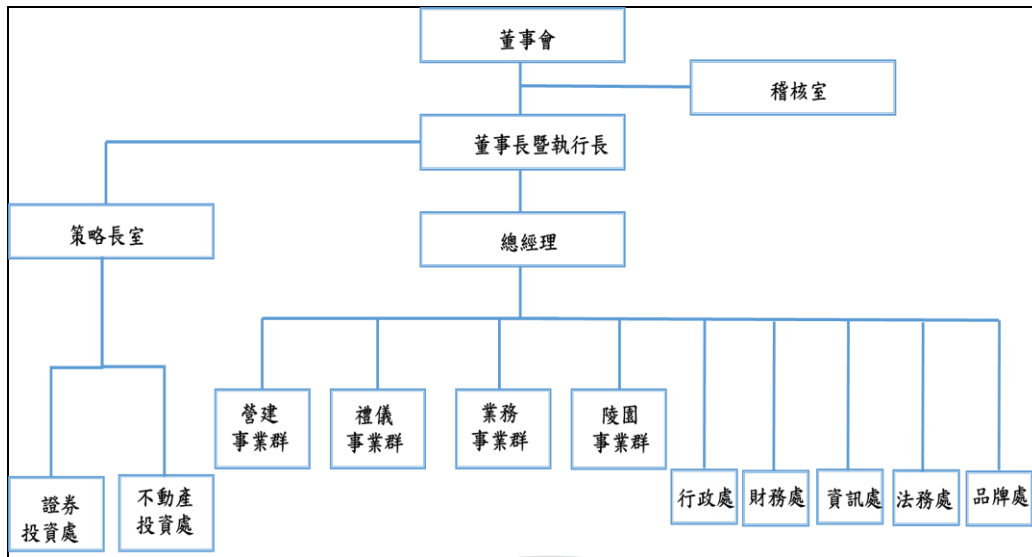 董事會
稽核室
董事長暨執行長
策略長室
總經理
營建
事業群
禮儀
事業群
業務
事業群
陵園
事業群
證券
投資處
不動產
投資處
行政處
財務處
資訊處
法務處
品牌處